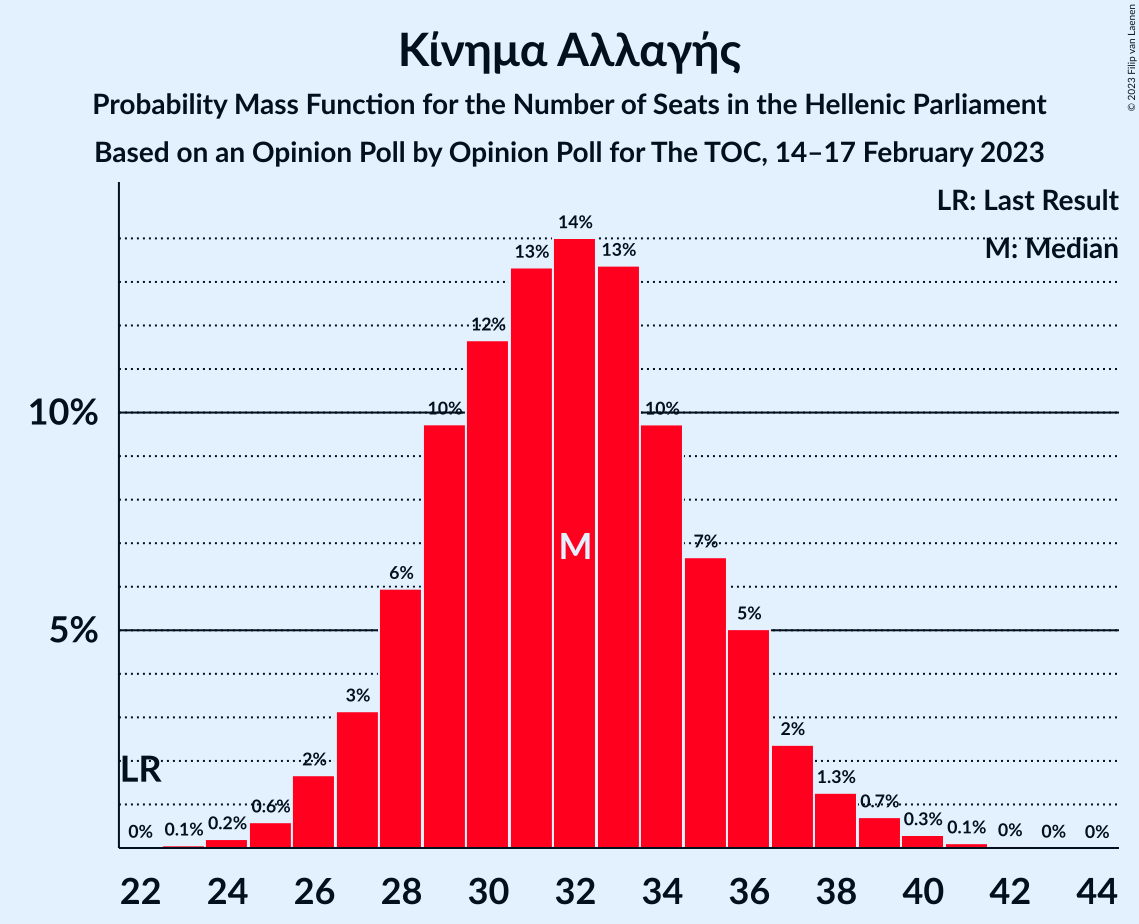 Κίνημα Αλλαγής
Probability Mass Function for the Number of Seats in the Hellenic Parliament
Based on an Opinion Poll by Opinion Poll for The TOC, 14–17 February 2023
© 2023 Filip van Laenen
LR: Last Result
M: Median
10%
5%
0% 0.1% 0.2% 0.6% 2% 3% 6% 10% 12% 13% 14% 13% 10% 7% 5% 2% 1.3% 0.7% 0.3% 0.1% 0% 0% 0%
LR
M
22 24 26 28 30 32 34 36 38 40 42 44